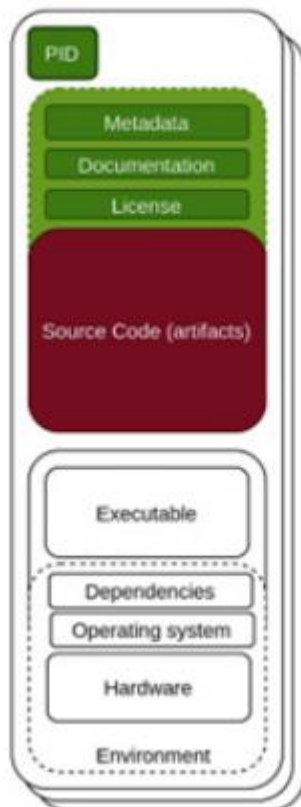 PID
Metadata
Documentation
License
Source Code (artifacts)
Executable
Dependencies
Operating system
Hardware
Environment